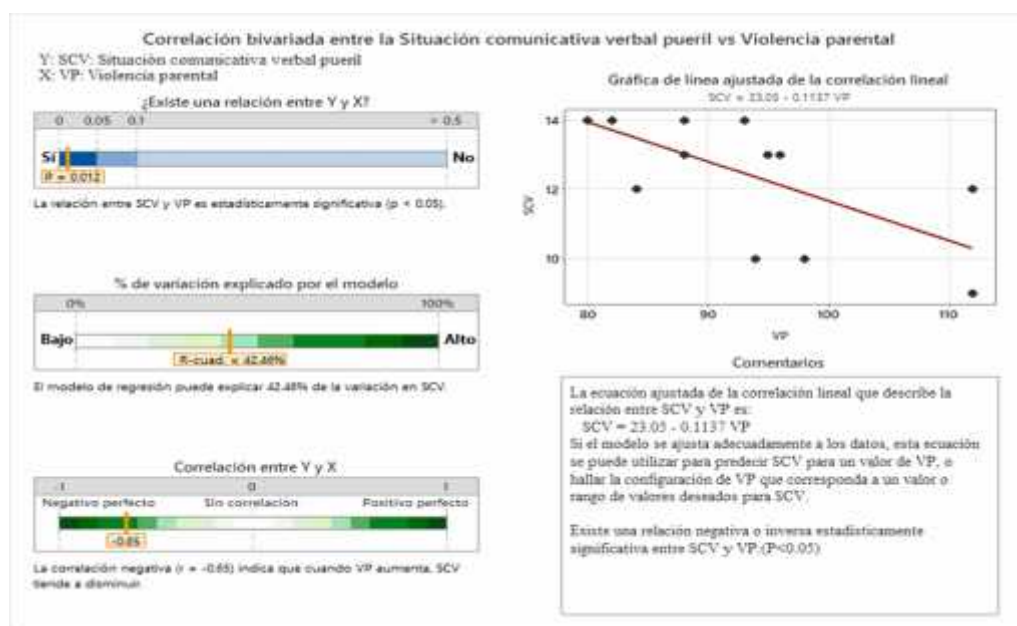 Correlación bivariada entre la Situación comunicativa verbal pueril vs Violencia parental
Y: SCV: Situación comunicativa verbal pueril
X: VP: Violencia parental
¿Existe una relación entre Y y X?
0 0.05 0.1 > 0.5
Sí No
P = 0.012
La relación entre SCV y VP es estadísticamente significativa (p < 0.05).
% de variación explicado por el modelo
0% 100%
Bajo Alto
R-cuad. = 42.46%
El modelo de regresión puede explicar 42.46% de la variación en SCV.
Correlación entre Y y X
-1 0 1
Negativo perfecto Sin correlación Positivo perfecto
-0.65
La correlación negativa (r = -0.65) indica que cuando VP aumenta, SCV
tiende a disminuir.
Gráfica de línea ajustada de la correlación lineal
SCV = 23.05 - 0.1137 VP
14
12
10
SCV
80 90 100 110
VP
Comentarios
La ecuación ajustada de la correlación lineal que describe la
relación entre SCV y VP es:
SCV = 23.05 - 0.1137 VP
Si el modelo se ajusta adecuadamente a los datos, esta ecuación
se puede utilizar para predecir SCV para un valor de VP, o
hallar la configuración de VP que corresponda a un valor o
rango de valores deseados para SCV.
Existe una relación negativa o inversa estadísticamente
significativa entre SCV y VP.(P<0.05)